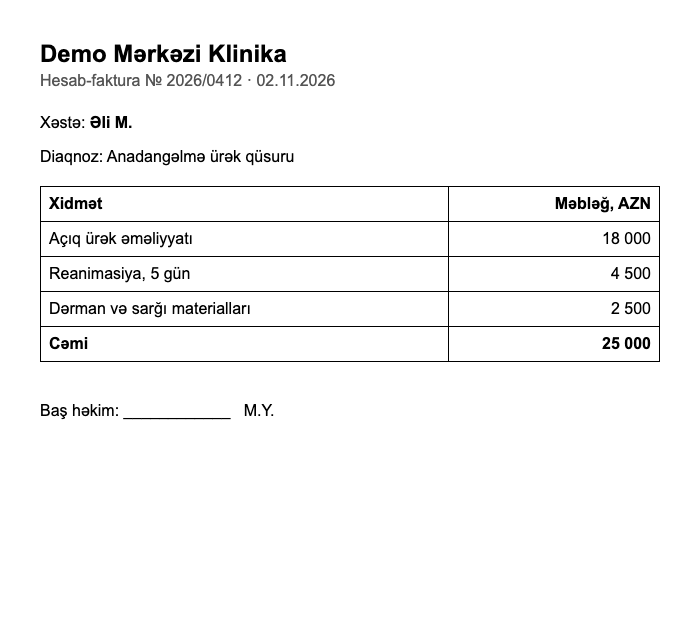 Demo Mərkəzi Klinika
Hesab-faktura № 2026/0412 · 02.11.2026
Xəstə: Əli M.
Diaqnoz: Anadangəlmə ürək qüsuru
Xidmət Məbləğ, AZN
Açıq ürək əməliyyatı 18 000
Reanimasiya, 5 gün 4 500
Dərman və sarğı materialları 2 500
Cəmi 25 000
Baş həkim: ____________ M.Y.